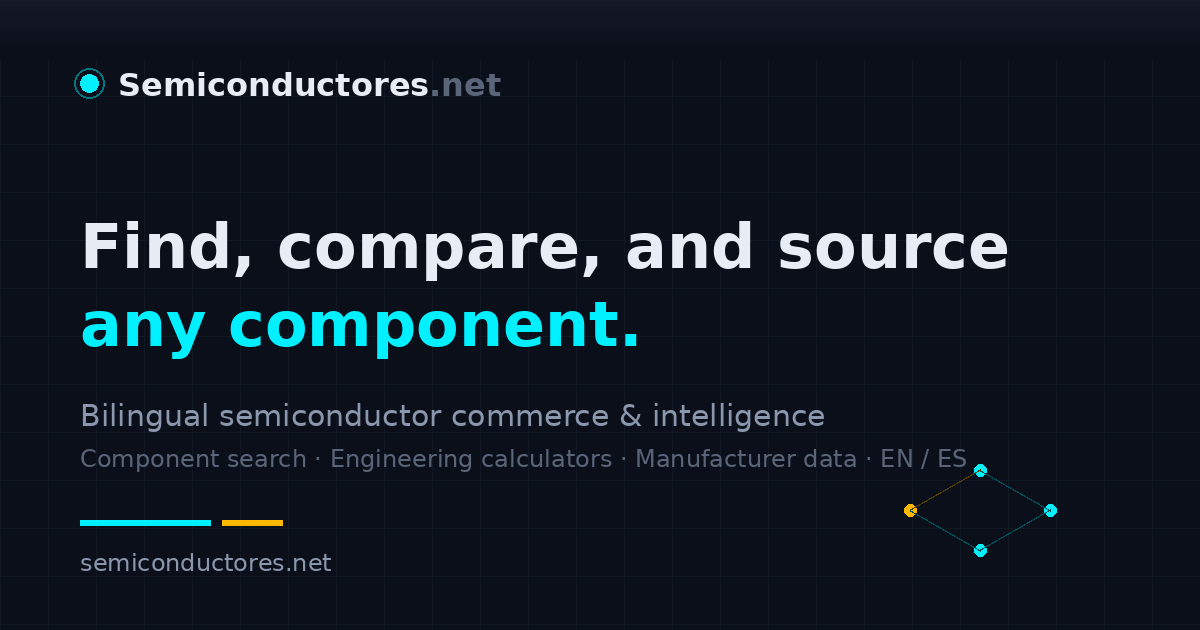 Semiconductores.net
Find, compare, and source
any component.
Bilingual semiconductor commerce & intelligence
Component search · Engineering calculators · Manufacturer data · EN / ES
semiconductores.net